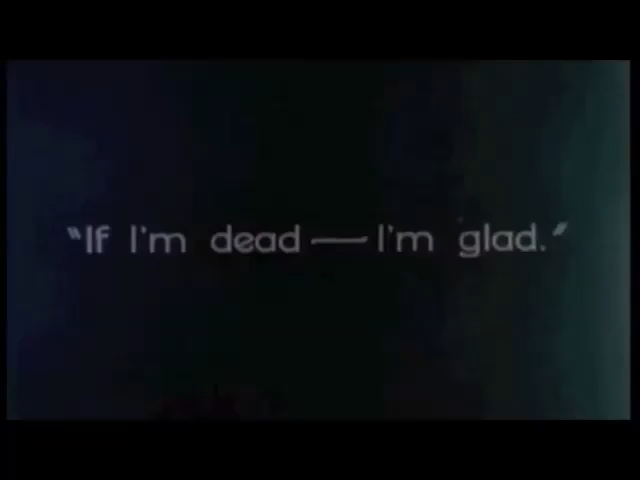 "If I'm dead — I'm glad."